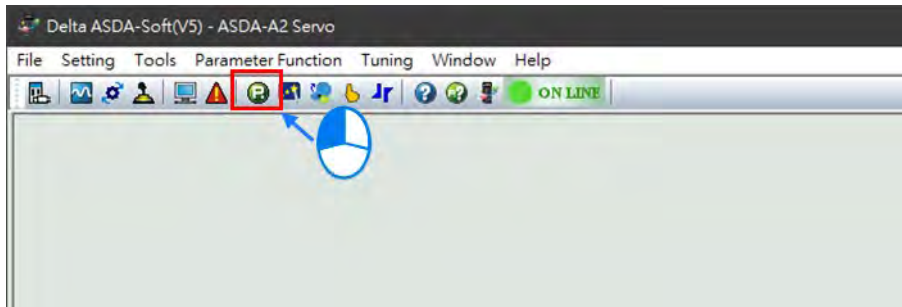 Delta ASDA-Soft(V5) - ASDA-A2 Servo
File Setting Tools Parameter Function Tuning Window Help
ON LINE